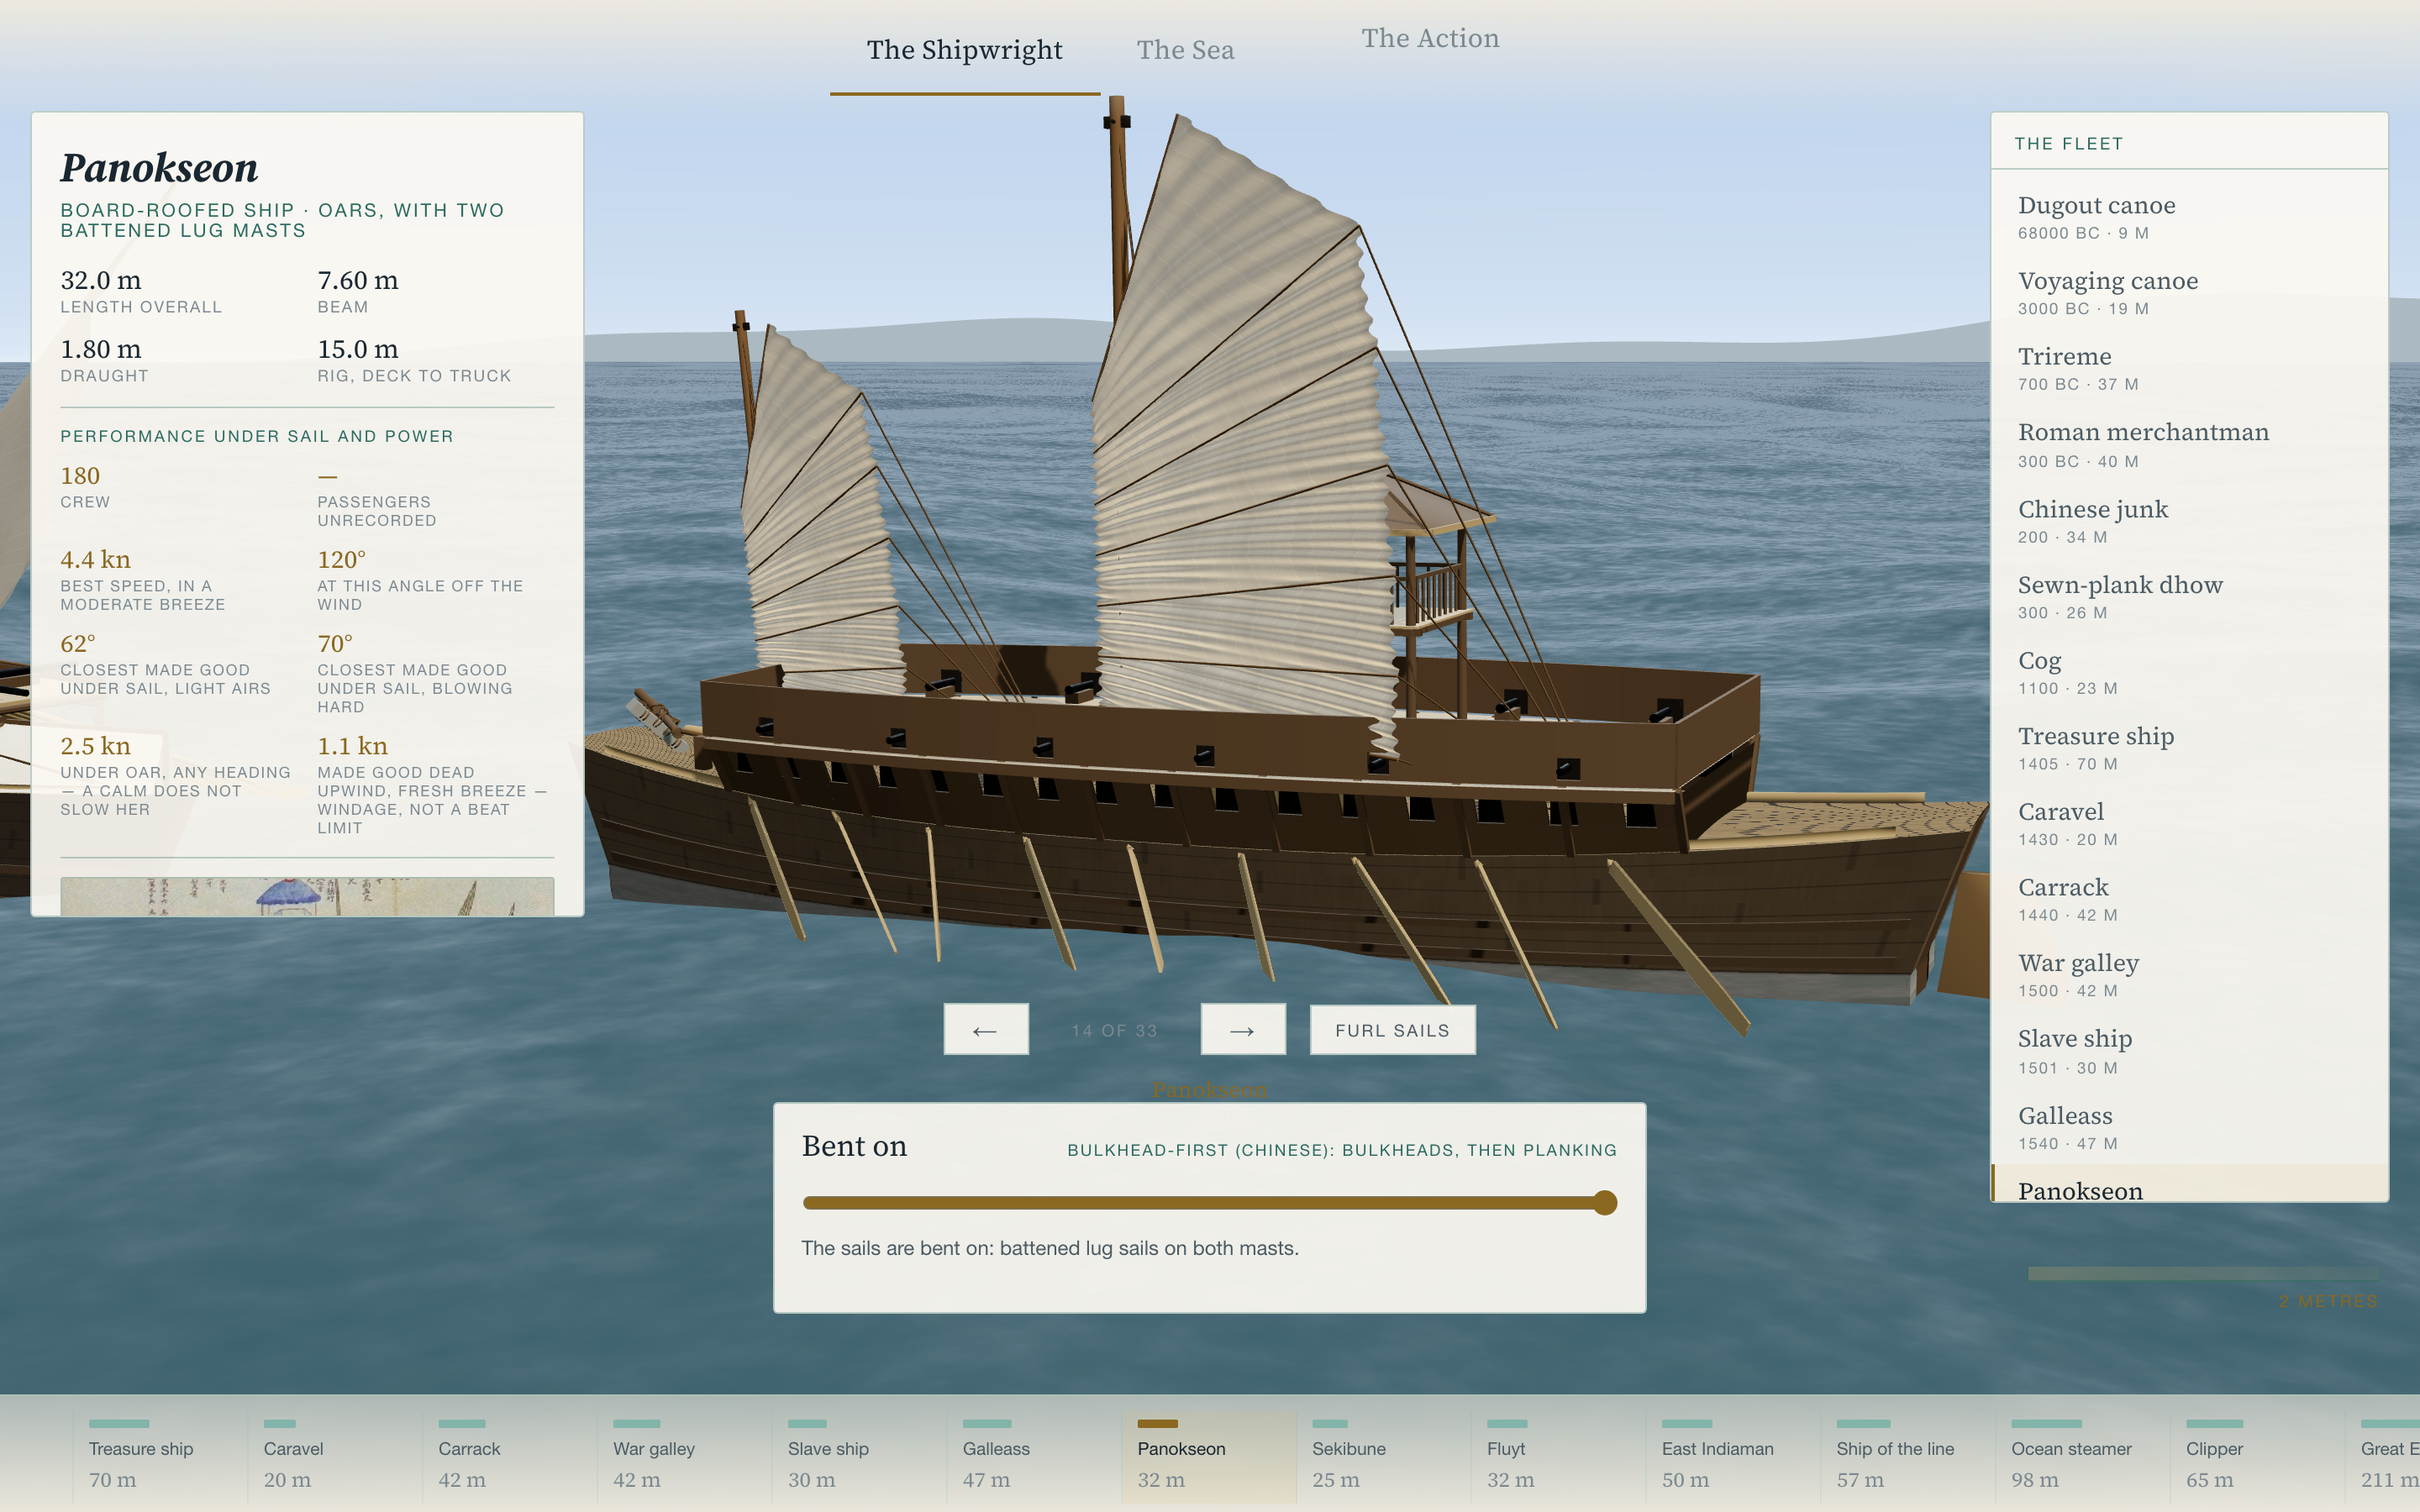 The Shipwright
The Sea
The Action
Panokseon
BOARD-ROOFED SHIP · OARS, WITH TWO
BATTENED LUG MASTS
32.0 m
LENGTH OVERALL
7.60 m
BEAM
1.80 m
DRAUGHT
15.0 m
RIG, DECK TO TRUCK
PERFORMANCE UNDER SAIL AND POWER
180
CREW
—
PASSENGERS
UNRECORDED
4.4 kn
BEST SPEED, IN A
MODERATE BREEZE
120°
AT THIS ANGLE OFF THE
WIND
62°
CLOSEST MADE GOOD
UNDER SAIL, LIGHT AIRS
70°
CLOSEST MADE GOOD
UNDER SAIL, BLOWING
HARD
2.5 kn
UNDER OAR, ANY HEADING
— A CALM DOES NOT
SLOW HER
1.1 kn
MADE GOOD DEAD
UPWIND, FRESH BREEZE —
WINDAGE, NOT A BEAT
LIMIT
THE FLEET
Dugout canoe
68000 BC · 9 M
Voyaging canoe
3000 BC · 19 M
Trireme
700 BC · 37 M
Roman merchantman
300 BC · 40 M
Chinese junk
200 · 34 M
Sewn-plank dhow
300 · 26 M
Cog
1100 · 23 M
Treasure ship
1405 · 70 M
Caravel
1430 · 20 M
Carrack
1440 · 42 M
War galley
1500 · 42 M
Slave ship
1501 · 30 M
Galleass
1540 · 47 M
Panokseon
←
14 OF 33
→
FURL SAILS
Panokseon
Bent on
BULKHEAD-FIRST (CHINESE): BULKHEADS, THEN PLANKING
The sails are bent on: battened lug sails on both masts.
2 METRES
Treasure ship
70 m
Caravel
20 m
Carrack
42 m
War galley
42 m
Slave ship
30 m
Galleass
47 m
Panokseon
32 m
Sekibune
25 m
Fluyt
32 m
East Indiaman
50 m
Ship of the line
57 m
Ocean steamer
98 m
Clipper
65 m
Great E
211 m